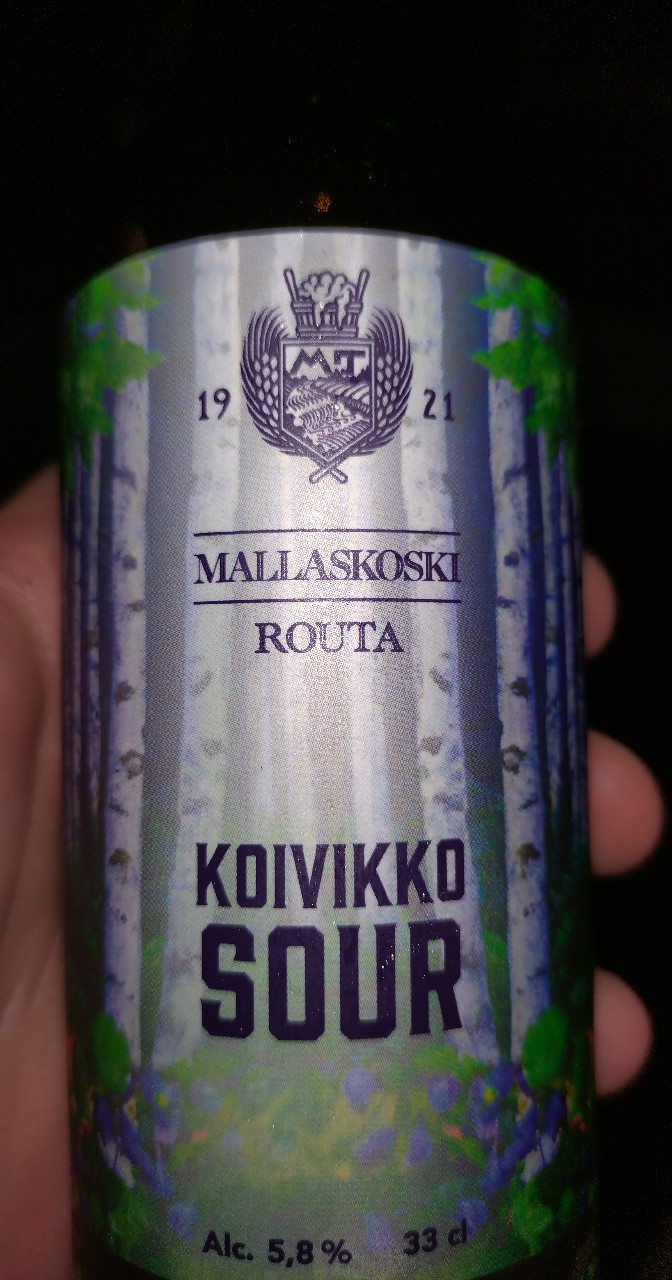 MT
19 21
MALLASKOSKI
ROUTA
KOIVIKKO
SOUR
Alc. 5,8 % 33 cl